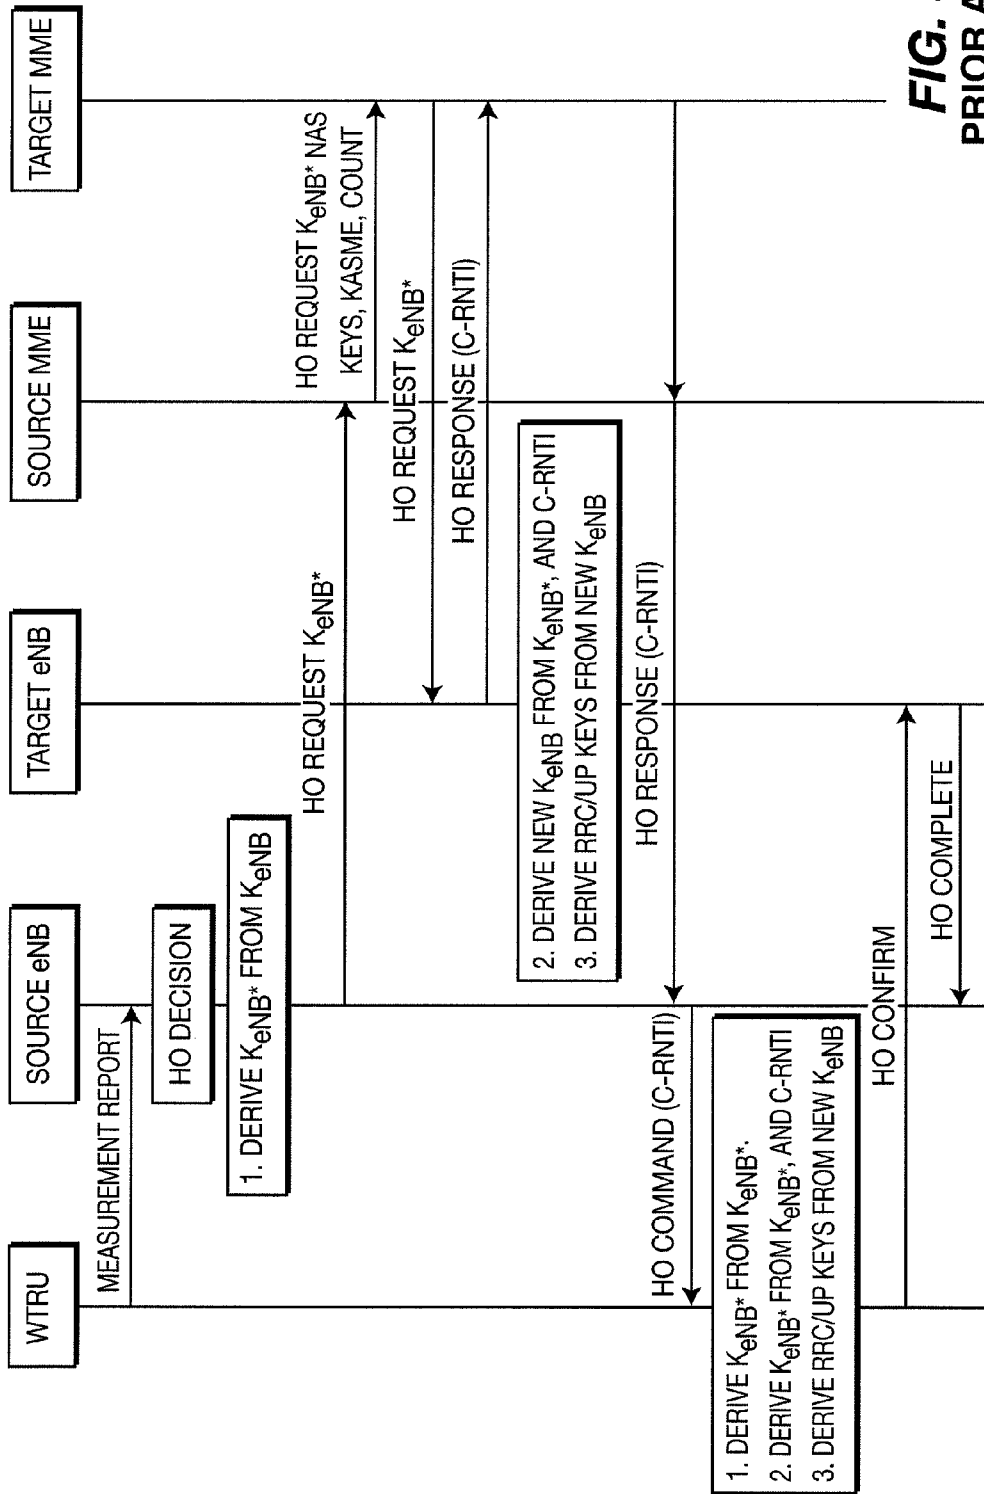 WTRU
SOURCE eNB
TARGET eNB
SOURCE MME
TARGET MME
MEASUREMENT REPORT
HO DECISION
1. DERIVE KeNB* FROM KeNB
HO REQUEST KeNB*
HO REQUEST KeNB* NAS
KEYS, KASME, COUNT
HO REQUEST KeNB*
HO RESPONSE (C-RNTI)
2. DERIVE NEW KeNB FROM KeNB*, AND C-RNTI
3. DERIVE RRC/UP KEYS FROM NEW KeNB
HO RESPONSE (C-RNTI)
HO COMMAND (C-RNTI)
1. DERIVE KeNB* FROM KeNB*.
2. DERIVE KeNB* FROM KeNB*, AND C-RNTI
3. DERIVE RRC/UP KEYS FROM NEW KeNB
HO CONFIRM
HO COMPLETE
FIG.
PRIOR